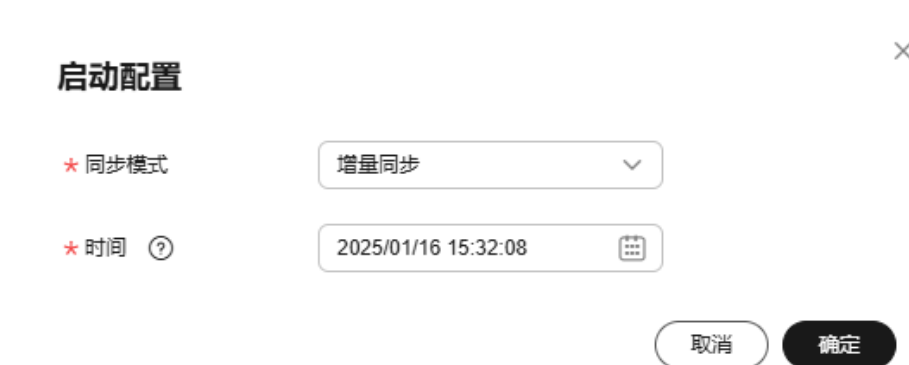 启动配置
* 同步模式 增量同步
* 时间 ? 2025/01/16 15:32:08
取消 确定